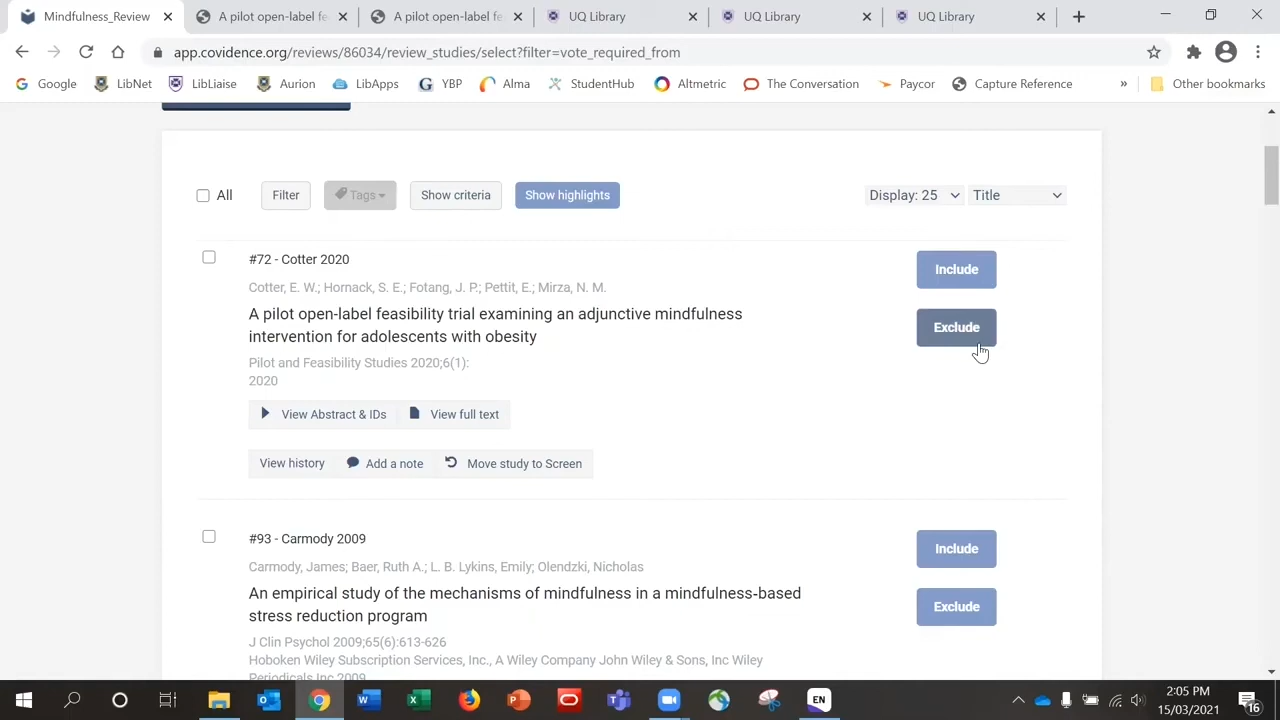 Mindfulness_Review
A pilot open-label fe
A pilot open-label fe
UQ Library
UQ Library
UQ Library
app.covidence.org/reviews/86034/review_studies/select?filter=vote_required_from
Google LibNet LibLiaise Aurion LibApps YBP Alma StudentHub Altmetric The Conversation Paycor Capture Reference » Other bookmarks
All Filter Tags Show criteria Show highlights Display: 25 Title
#72 - Cotter 2020
Include
Cotter, E. W.; Hornack, S. E.; Fotang, J. P.; Pettit, E.; Mirza, N. M.
A pilot open-label feasibility trial examining an adjunctive mindfulness
intervention for adolescents with obesity
Exclude
Pilot and Feasibility Studies 2020;6(1):
2020
View Abstract & IDs View full text
View history Add a note Move study to Screen
#93 - Carmody 2009
Include
Carmody, James; Baer, Ruth A.; L. B. Lykins, Emily; Olendzki, Nicholas
An empirical study of the mechanisms of mindfulness in a mindfulness-based
stress reduction program
Exclude
J Clin Psychol 2009;65(6):613-626
Hoboken Wiley Subscription Services, Inc., A Wiley Company John Wiley & Sons, Inc Wiley
Periodicals Inc 2009
EN
2:05 PM
15/03/2021
16